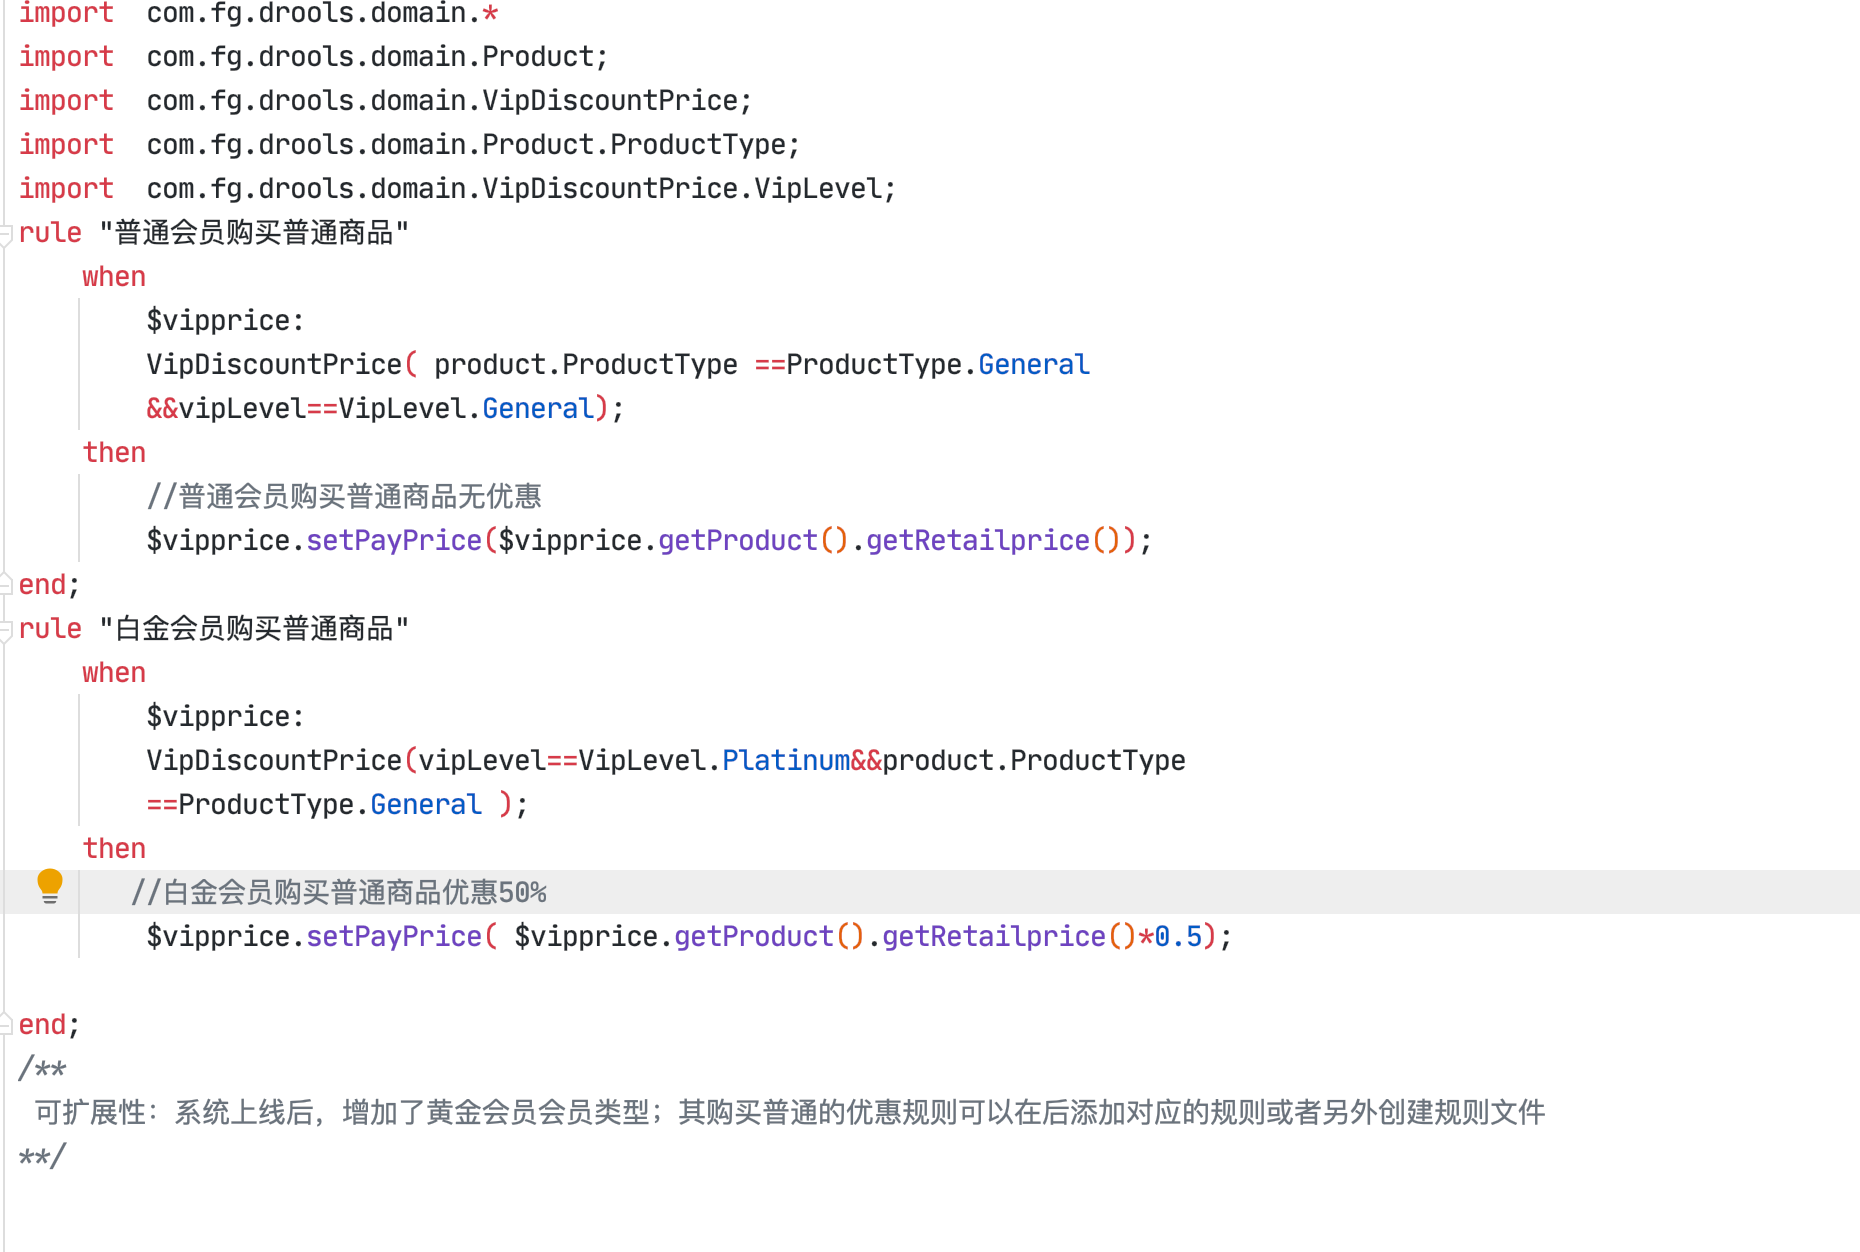 import  com.fg.drools.domain.*
import  com.fg.drools.domain.Product;
import  com.fg.drools.domain.VipDiscountPrice;
import  com.fg.drools.domain.Product.ProductType;
import  com.fg.drools.domain.VipDiscountPrice.VipLevel;
rule "普通会员购买普通商品"
    when
        $vipprice:
        VipDiscountPrice( product.ProductType ==ProductType.General
        &&vipLevel==VipLevel.General);
    then
        //普通会员购买普通商品无优惠
        $vipprice.setPayPrice($vipprice.getProduct().getRetailprice());
end;
rule "白金会员购买普通商品"
    when
        $vipprice:
        VipDiscountPrice(vipLevel==VipLevel.Platinum&&product.ProductType
        ==ProductType.General );
    then
       //白金会员购买普通商品优惠50%
        $vipprice.setPayPrice( $vipprice.getProduct().getRetailprice()*0.5);
end;
/**
 可扩展性：系统上线后，增加了黄金会员会员类型；其购买普通的优惠规则可以在后添加对应的规则或者另外创建规则文件
**/